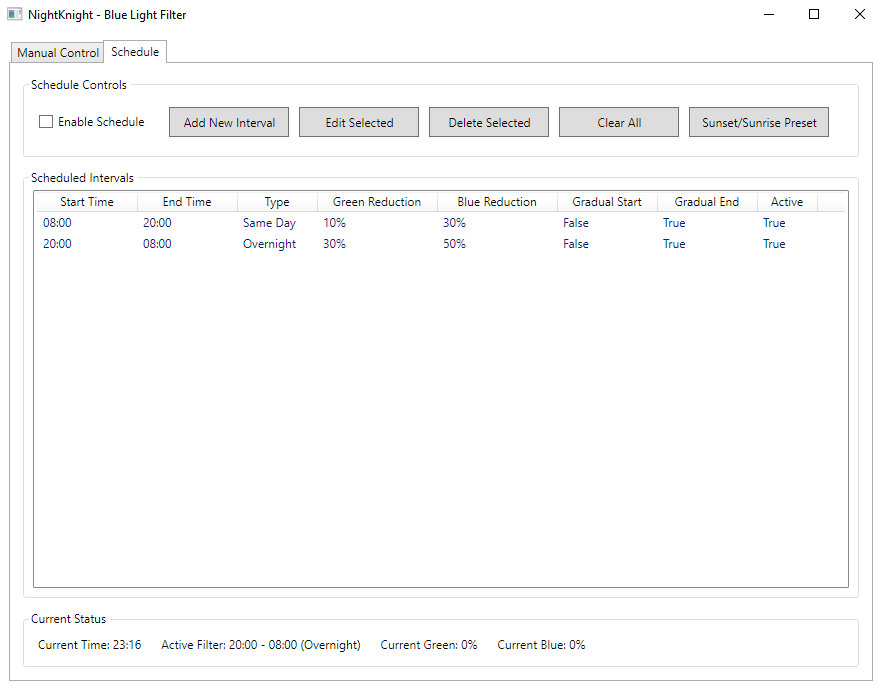 NightKnight - Blue Light Filter
Manual Control Schedule
Schedule Controls
Enable Schedule Add New Interval Edit Selected Delete Selected Clear All Sunset/Sunrise Preset
Scheduled Intervals
Start Time End Time Type Green Reduction Blue Reduction Gradual Start Gradual End Active
08:00 20:00 Same Day 10% 30% False True True
20:00 08:00 Overnight 30% 50% False True True
Current Status
Current Time: 23:16 Active Filter: 20:00 - 08:00 (Overnight) Current Green: 0% Current Blue: 0%